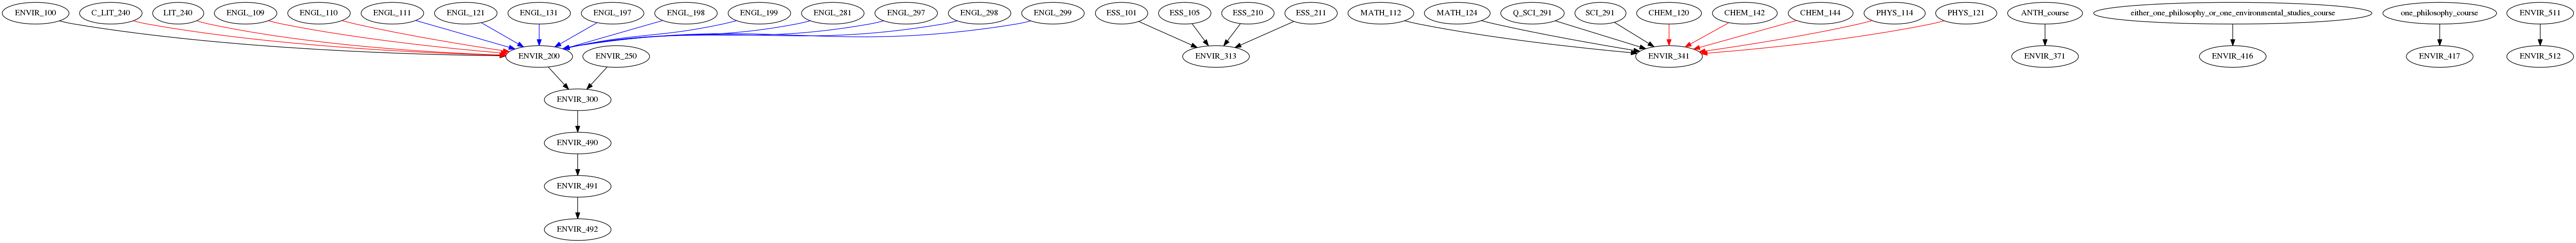 ENVIR_100
C_LIT_240
LIT_240
ENGL_109
ENGL_110
ENGL_111
ENGL_121
ENGL_131
ENGL_197
ENGL_198
ENGL_199
ENGL_281
ENGL_297
ENGL_298
ENGL_299
ESS_101
ESS_105
ESS_210
ESS_211
MATH_112
MATH_124
Q_SCI_291
SCI_291
CHEM_120
CHEM_142
CHEM_144
PHYS_114
PHYS_121
ANTH_course
either_one_philosophy_or_one_environmental_studies_course
one_philosophy_course
ENVIR_511
ENVIR_200
ENVIR_250
ENVIR_313
ENVIR_341
ENVIR_371
ENVIR_416
ENVIR_417
ENVIR_512
ENVIR_300
ENVIR_490
ENVIR_491
ENVIR_492